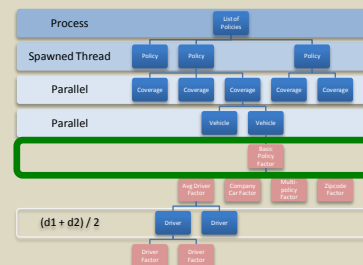 Process
List of
Policies
Spawned Thread
Policy
Policy
Policy
Parallel
Coverage
Coverage
Coverage
Coverage
Coverage
Parallel
Vehicle
Vehicle
Basic
Policy
Factor
Avg Driver
Factor
Company
Car Factor
Multi-
policy
Factor
Zipcode
Factor
(d1 + d2) / 2
Driver
Driver
Driver
Factor
Driver
Factor